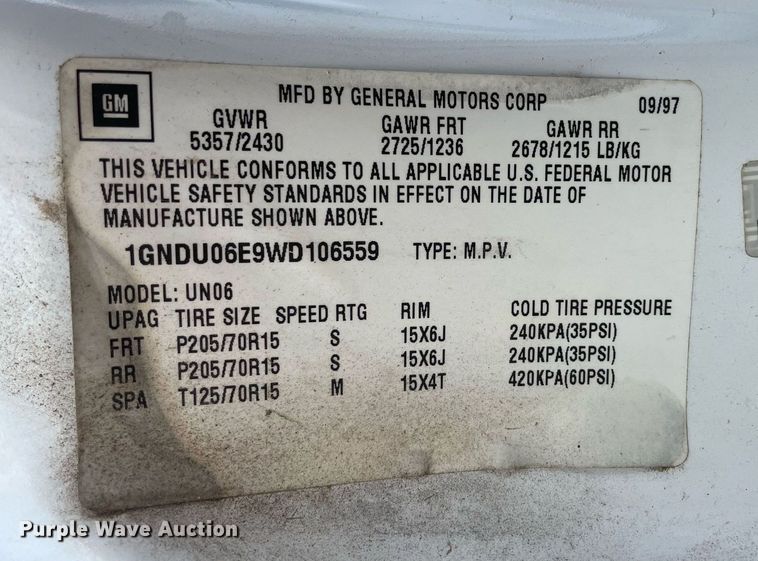 GM
MFD BY GENERAL MOTORS CORP 09/97
GVWR GAWR FRT GAWR RR
5357/2430 2725/1236 2678/1215 LB/KG
THIS VEHICLE CONFORMS TO ALL APPLICABLE U.S. FEDERAL MOTOR
VEHICLE SAFETY STANDARDS IN EFFECT ON THE DATE OF
MANUFACTURE SHOWN ABOVE.
1GNDU06E9WD106559 TYPE: M.P.V.
MODEL: UN06
UPAG TIRE SIZE SPEED RTG RIM COLD TIRE PRESSURE
FRT P205/70R15 S 15X6J 240KPA(35PSI)
RR P205/70R15 S 15X6J 240KPA(35PSI)
SPA T125/70R15 M 15X4T 420KPA(60PSI)
Purple Wave Auction